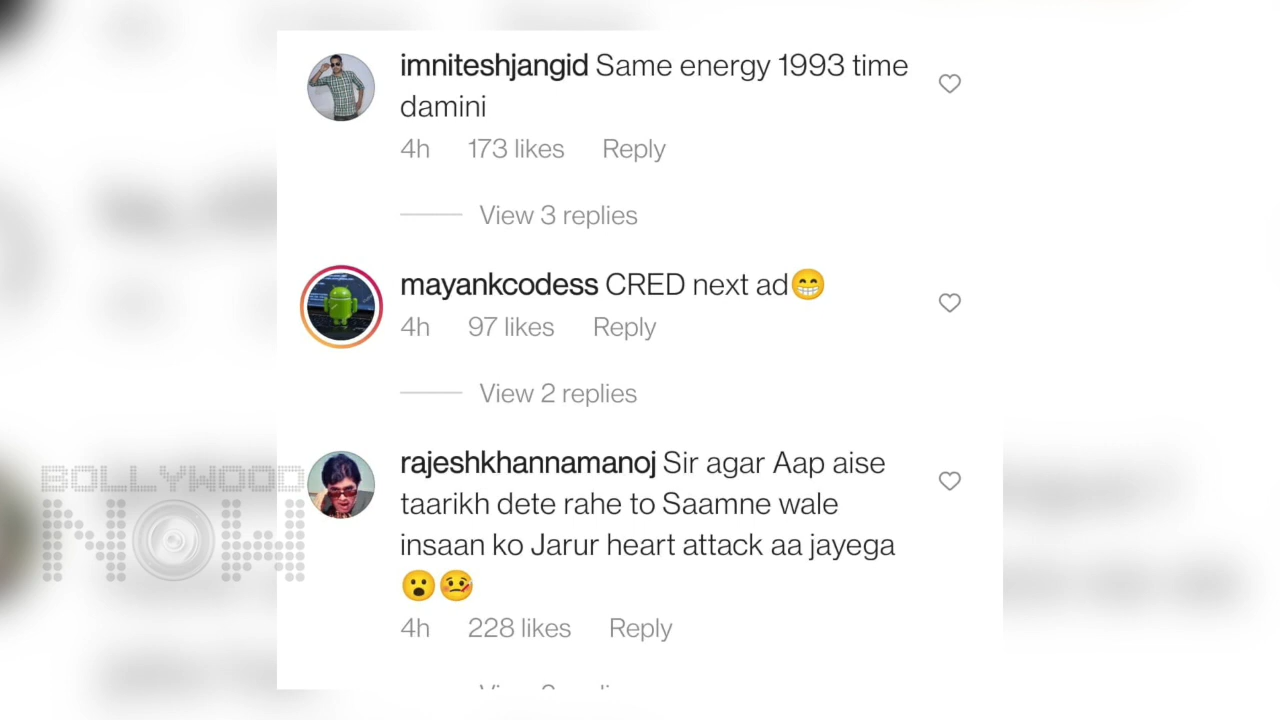 imniteshjangid Same energy 1993 time
damini
4h 173 likes Reply
View 3 replies
mayankcodess CRED next ad😁
4h 97 likes Reply
View 2 replies
rajeshkhannamanoj Sir agar Aap aise
taarikh dete rahe to Saamne wale
insaan ko Jarur heart attack aa jayega
😮🤒
4h 228 likes Reply
BOLLYWOOD
NOW